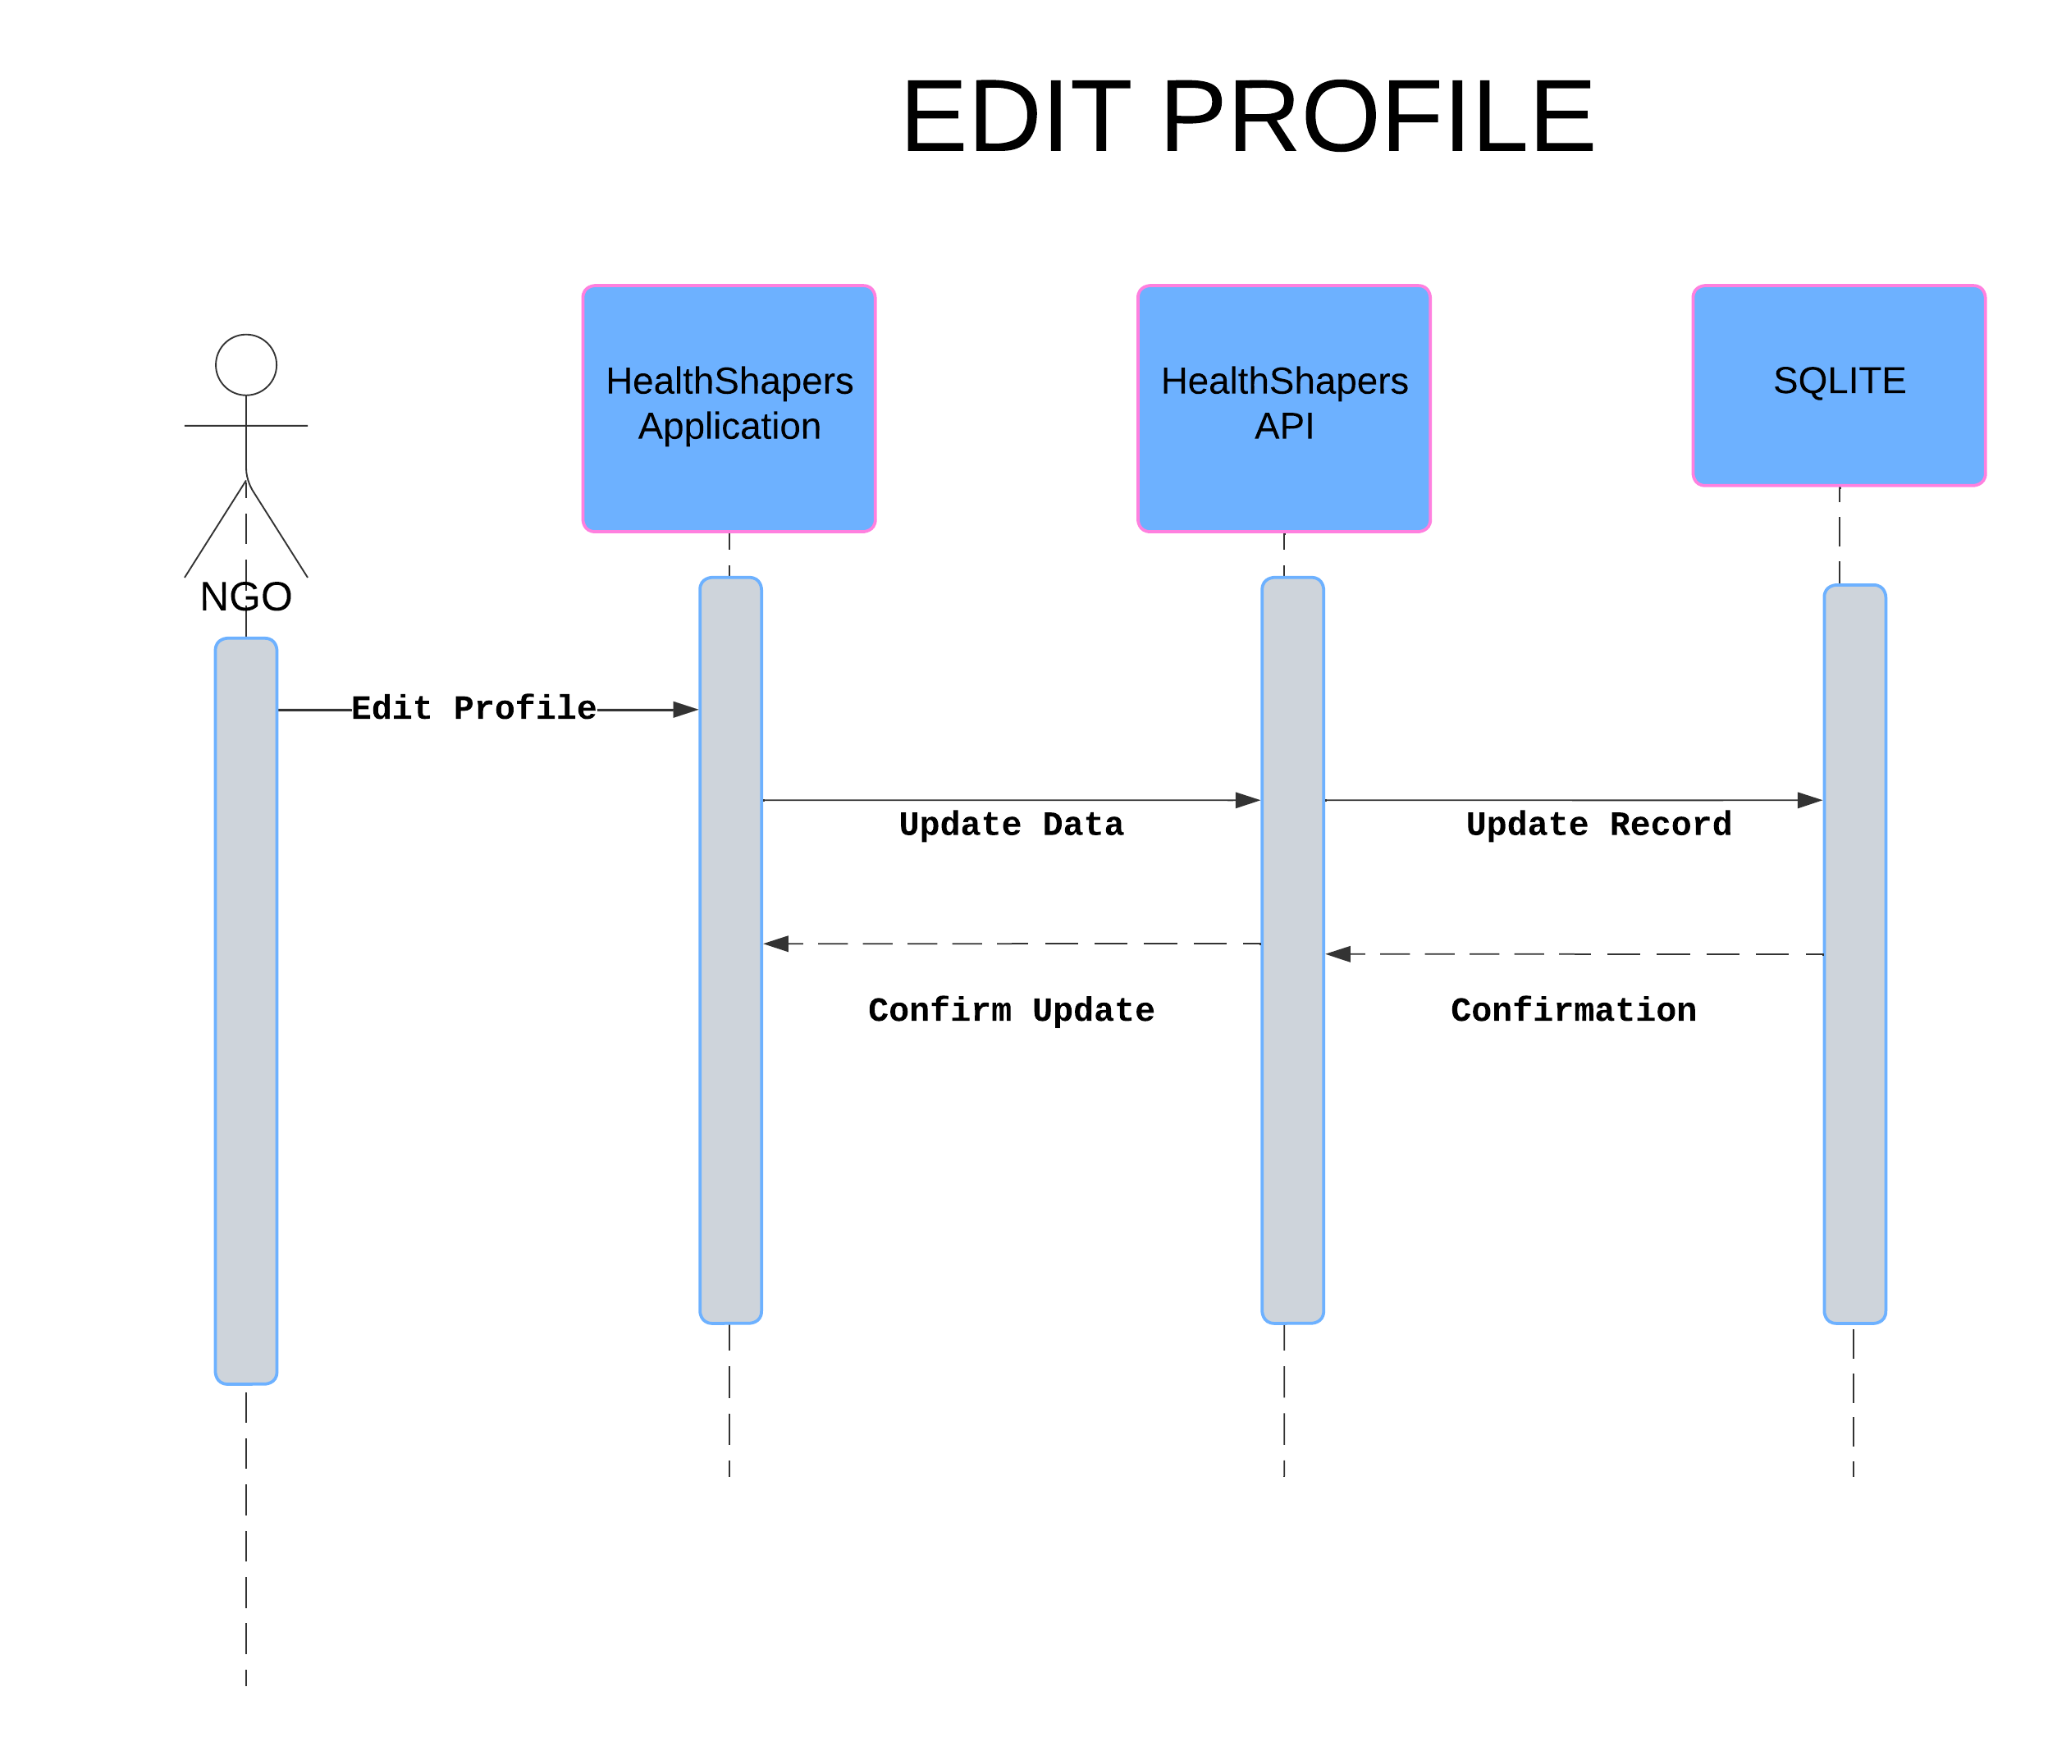 EDIT PROFILE
HealthShapers
Application
HealthShapers
API
SQLITE
NGO
Edit Profile
Update Data
Update Record
Confirm Update
Confirmation